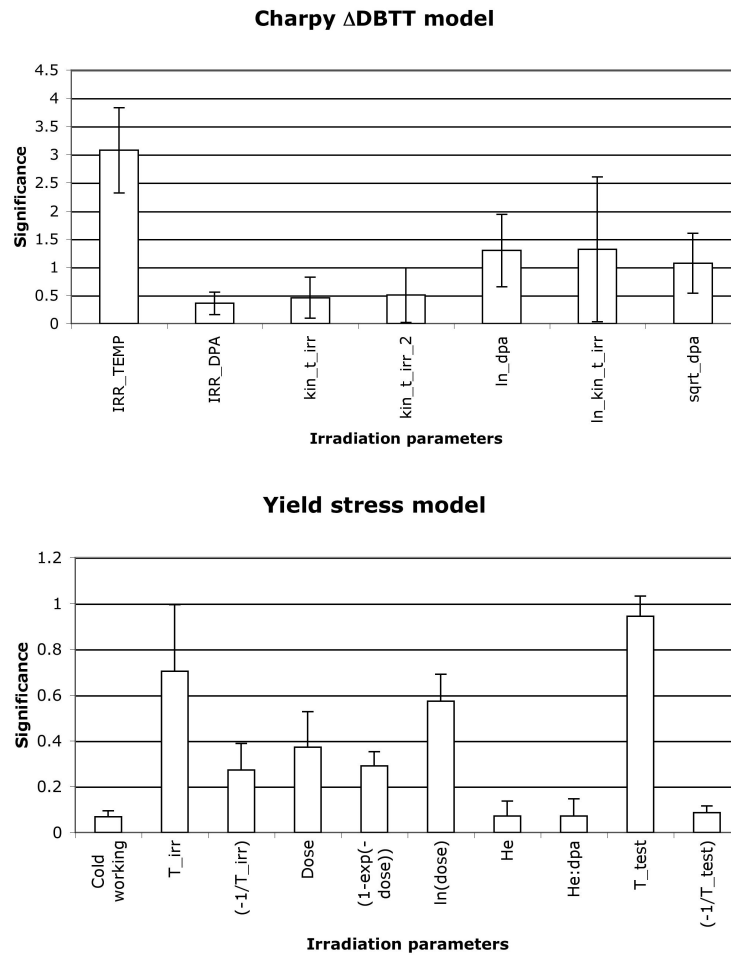 Charpy ΔDBTT model
4.5
4
3.5
3
2.5
2
1.5
1
0.5
0
Significance
IRR_TEMP
IRR_DPA
kin_t_irr
kin_t_irr_2
ln_dpa
ln_kin_t_irr
sqrt_dpa
Irradiation parameters
Yield stress model
1.2
1
0.8
0.6
0.4
0.2
0
Significance
Cold
working
T_irr
(-1/T_irr)
Dose
(1-exp(-
dose))
ln(dose)
He
He:dpa
T_test
(-1/T_test)
Irradiation parameters